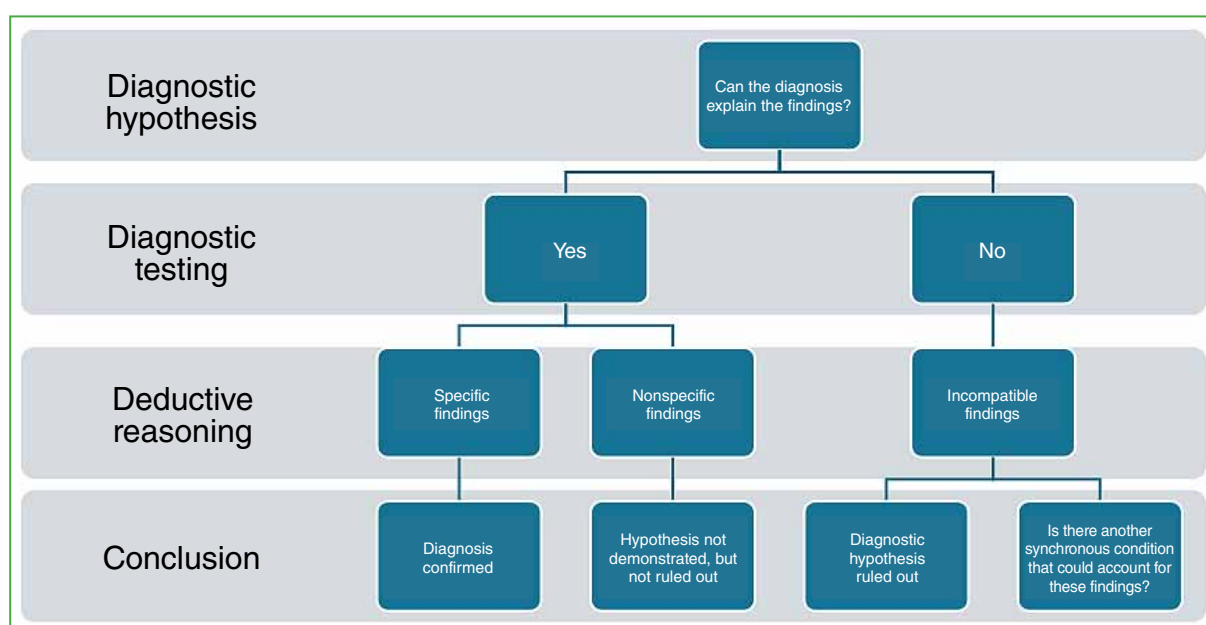 Diagnostic
hypothesis
Can the diagnosis
explain the findings?
Diagnostic
testing
Yes
No
Deductive
reasoning
Specific
findings
Nonspecific
findings
Incompatible
findings
Conclusion
Diagnosis
confirmed
Hypothesis not
demonstrated, but
not ruled out
Diagnostic
hypothesis
ruled out
Is there another
synchronous condition
that could account for
these findings?